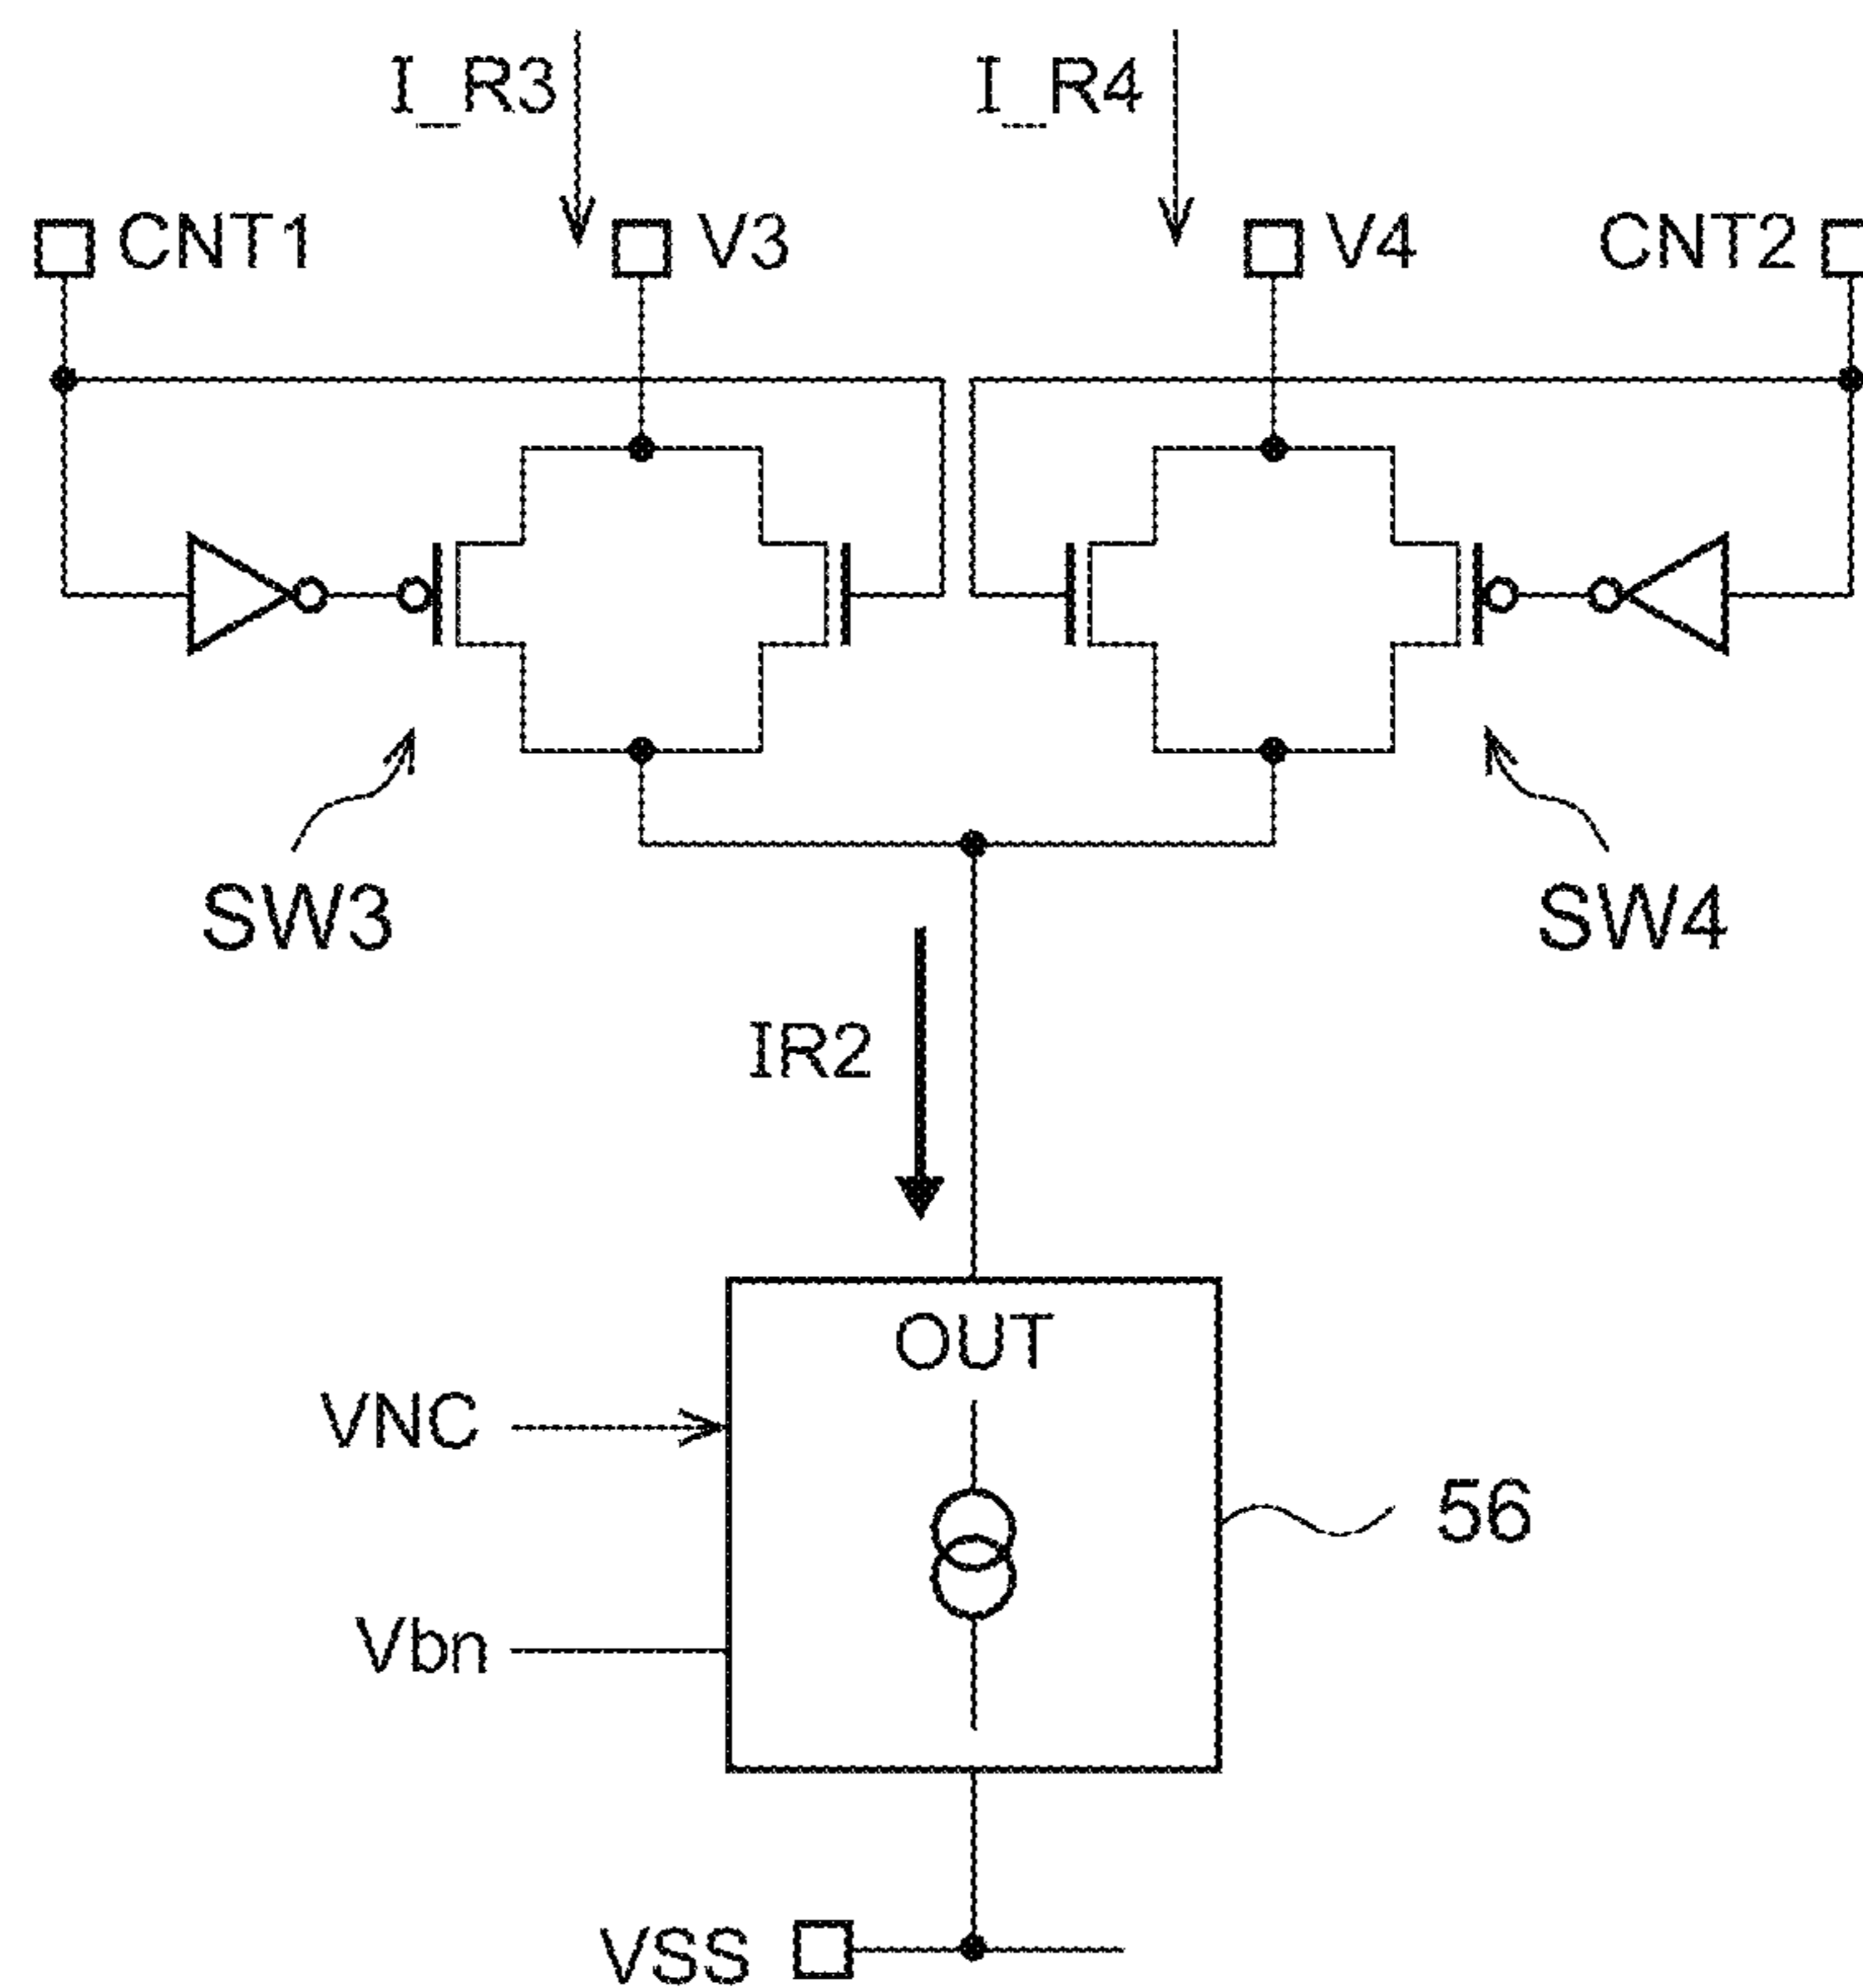 I_R3
I_R4
CNT1
V3
V4
CNT2
SW3
SW4
IR2
OUT
VNC
56
Vbn
VSS